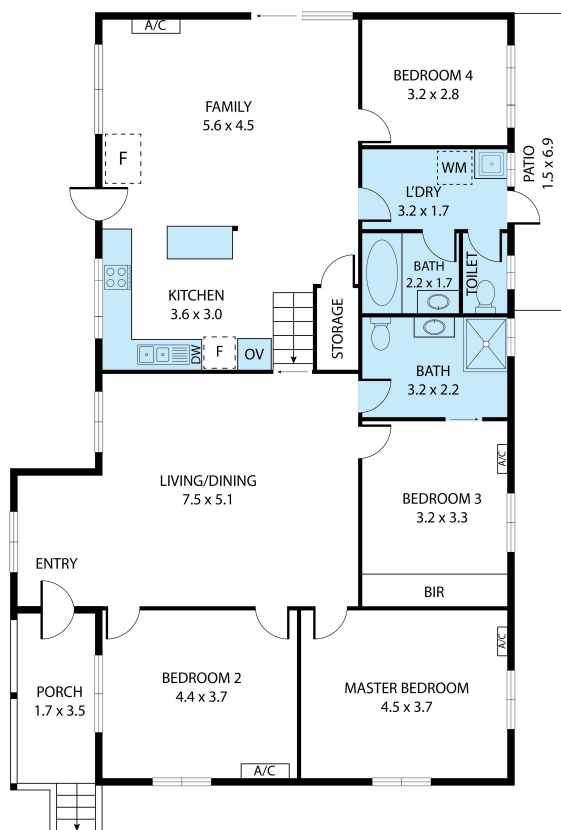 A/C
BEDROOM 4
3.2 x 2.8
FAMILY
5.6 x 4.5
F
WM
L'DRY
3.2 x 1.7
PATIO
1.5 x 6.9
BATH
2.2 x 1.7
TOILET
KITCHEN
3.6 x 3.0
STORAGE
DW
F
OV
BATH
3.2 x 2.2
A/C
LIVING/DINING
7.5 x 5.1
BEDROOM 3
3.2 x 3.3
ENTRY
BIR
A/C
BEDROOM 2
4.4 x 3.7
MASTER BEDROOM
4.5 x 3.7
PORCH
1.7 x 3.5
A/C